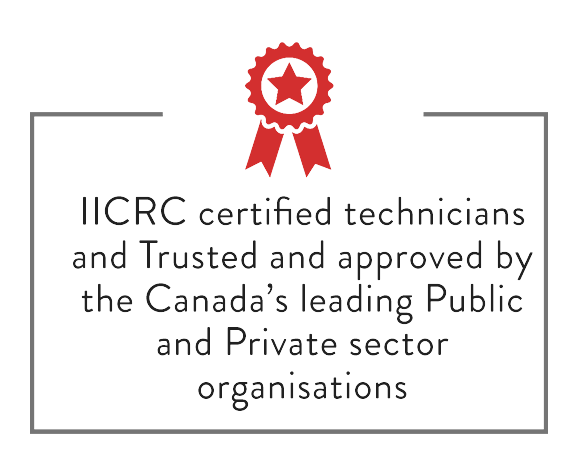 IICRC certified technicians
and Trusted and approved by
the Canada’s leading Public
and Private sector
organisations